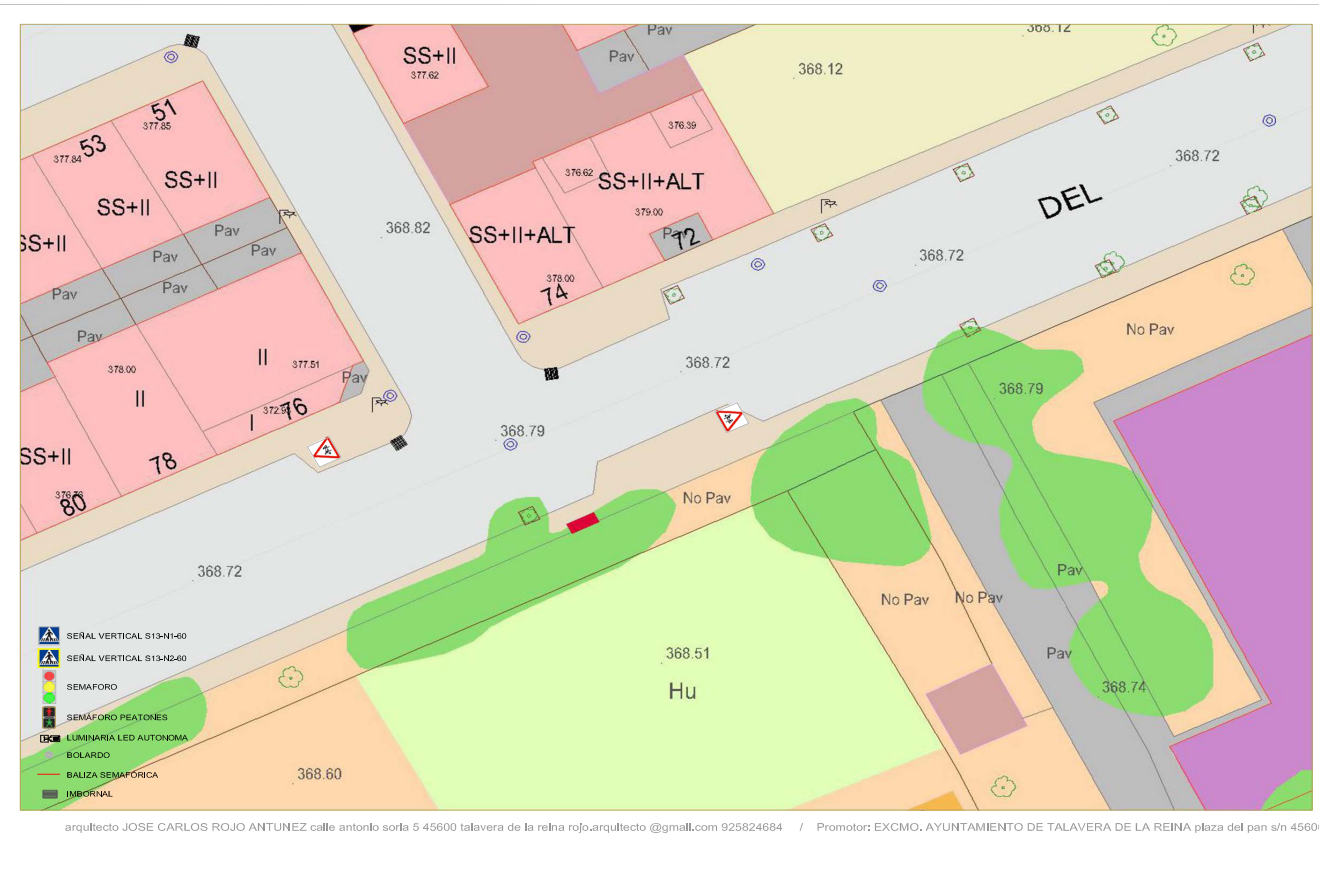 Pav
368.12
SS+II
377.62
Pav
368.12
51
377.85
376.39
53
377.84
368.72
SS+II
376.62
SS+II+ALT
SS+II
DEL
379.00
368.82
SS+II+ALT
72
Pav
SS+II
Pav
Pav
368.72
Pav
378.00
74
Pav
Pav
No Pav
Pav
368.72
II
377.51
378.00
Pav
368.79
II
372.9
76
I
368.79
SS+II
78
80
No Pav
368.72
Pav
No Pav
No Pav
368.51
Pav
Hu
368.74
368.60
SEÑAL VERTICAL S13-N1-60
SEÑAL VERTICAL S13-N2-60
SEMAFORO
SEMÁFORO PEATONES
LUMINARIA LED AUTONOMA
BOLARDO
BALIZA SEMAFÓRICA
IMBORNAL
arquitecto JOSE CARLOS ROJO ANTUNEZ calle antonio soria 5 45600 talavera de la reina rojo.arquitecto @gmail.com 925824684 / Promotor: EXCMO. AYUNTAMIENTO DE TALAVERA DE LA REINA plaza del pan s/n 45600